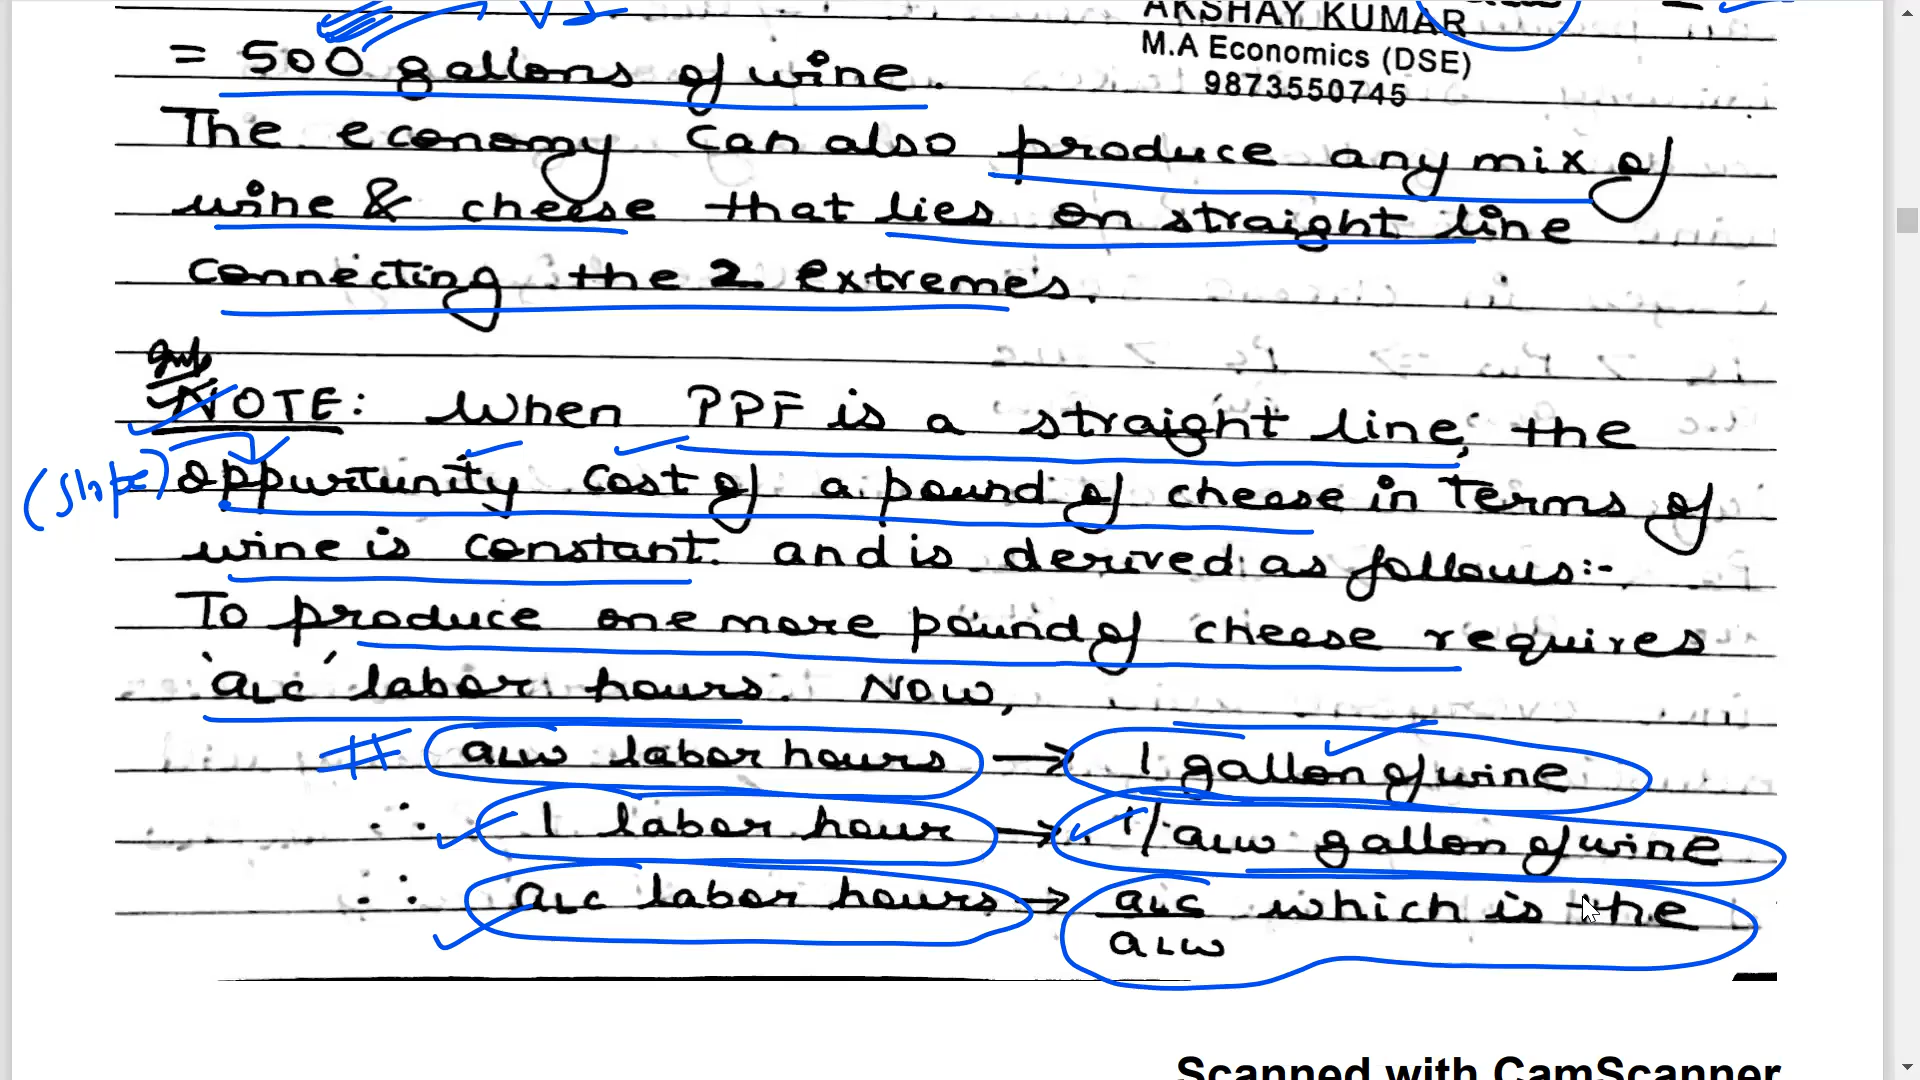 AKSHAY KUMAR
M.A Economics (DSE)
9873550745
= 500 gallons of wine.
The economy can also produce any mix of
wine & cheese that lies on straight line
connecting the 2 extremes.
Imp
NOTE: When PPF is a straight line, the
(slope) oppurtunity cost of a pound of cheese in terms of
wine is constant. and is derived as follows:-
To produce one more pound of cheese requires
'aLC' labor hours. Now,
# aLW labor hours → 1 gallon of wine
∴ 1 labor hour → 1/aLW gallon of wine
∴ aLC labor hours → aLC/aLW which is the
Scanned with CamScanner